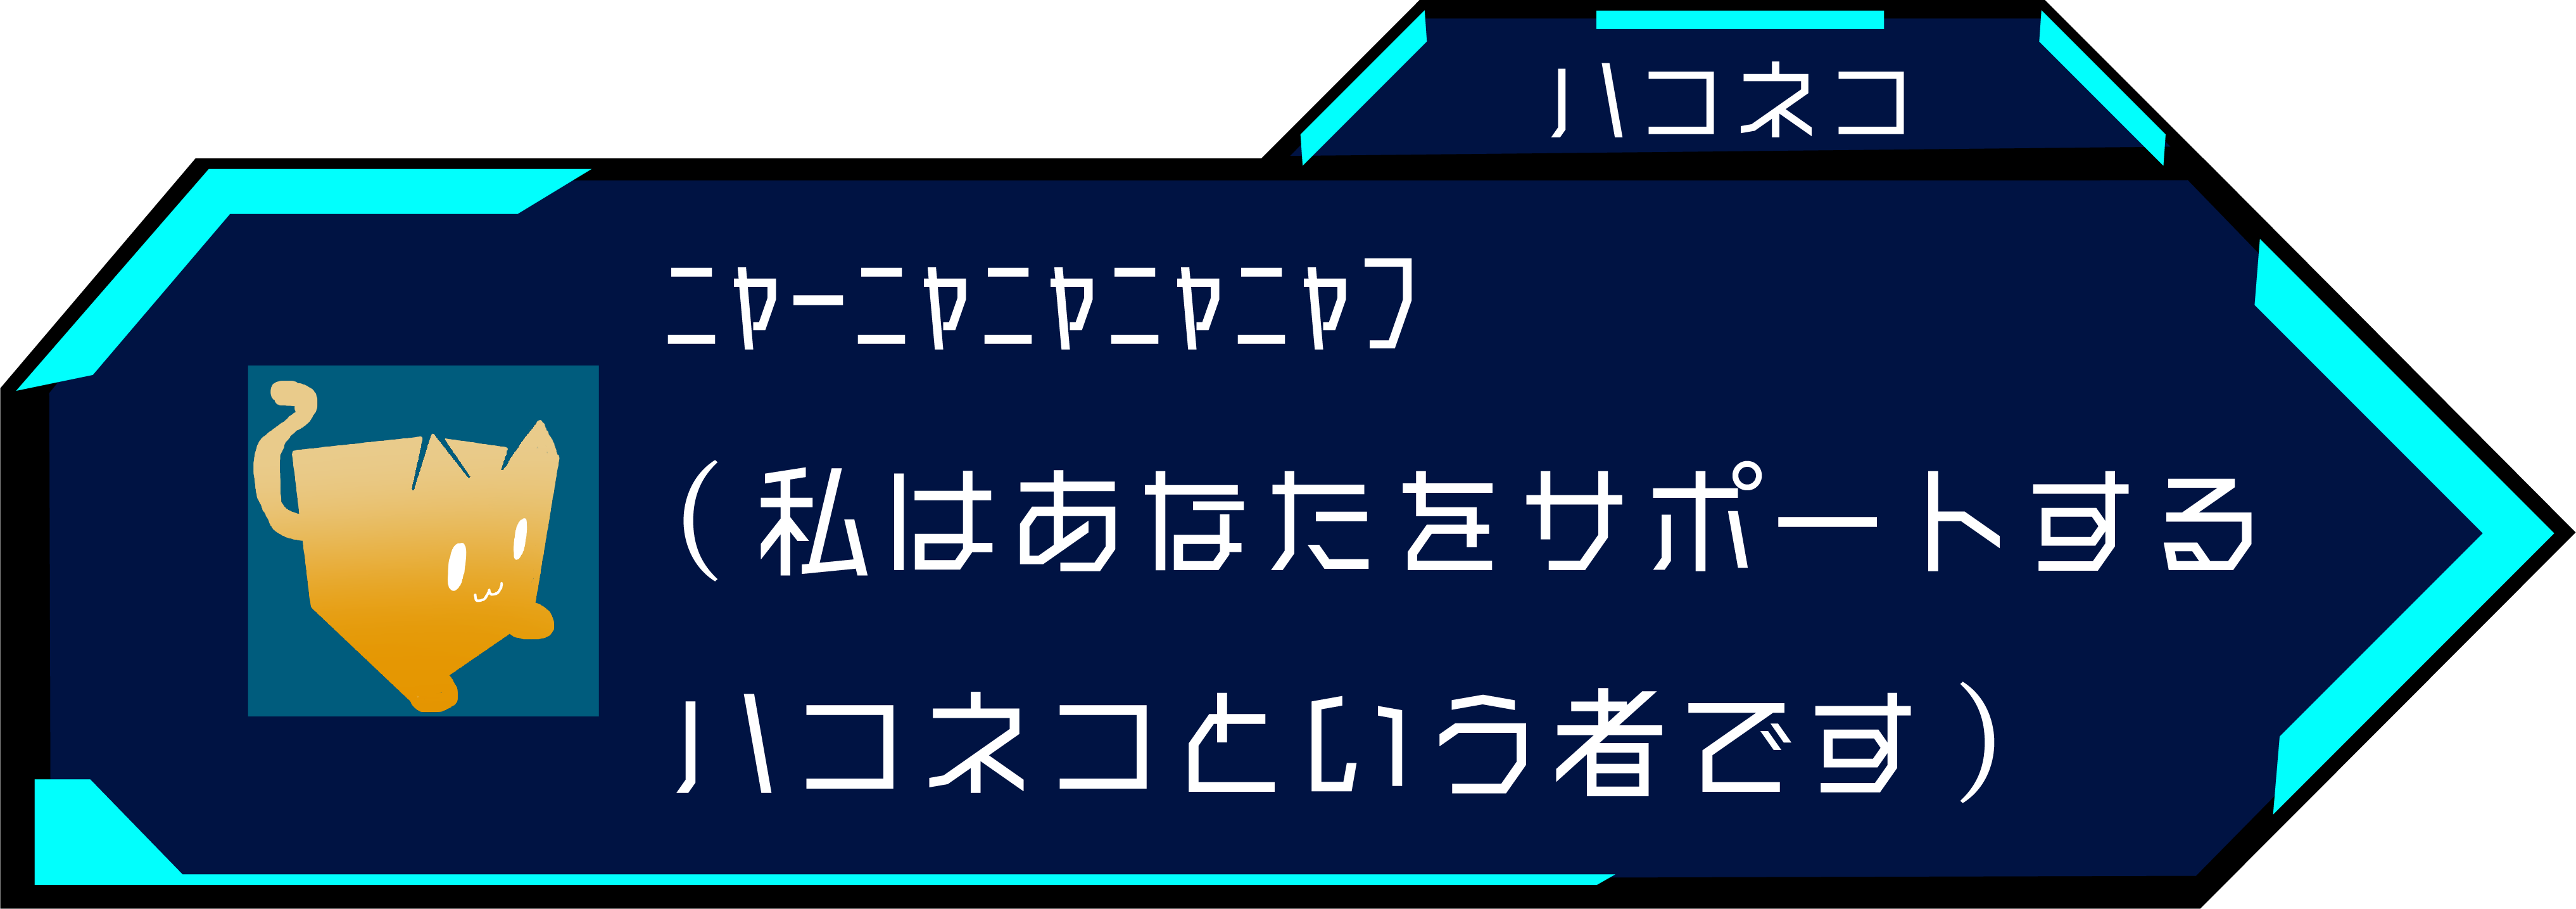 ハコネコ
ﾆｬｰﾆｬﾆｬﾆｬﾆｬﾌ
（私はあなたをサポートする
ハコネコという者です）